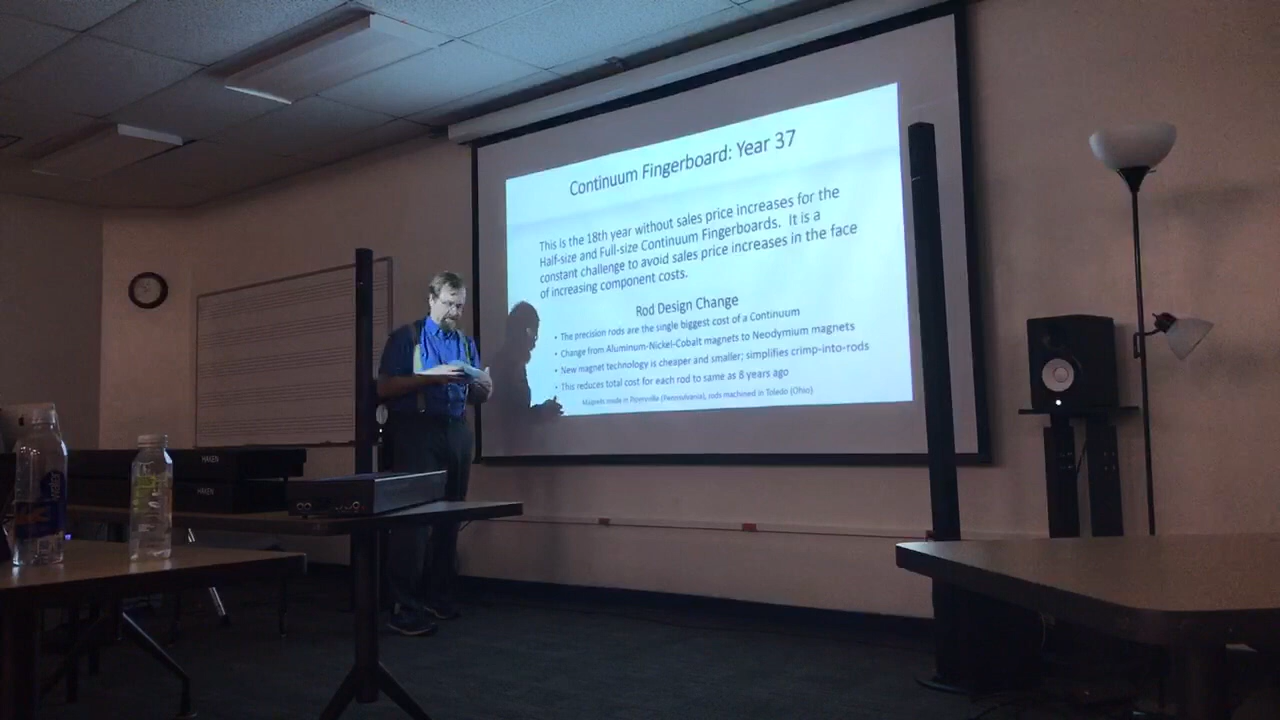 Continuum Fingerboard: Year 37
This is the 18th year without sales price increases for the
Half-size and Full-size Continuum Fingerboards. It is a
constant challenge to avoid sales price increases in the face
of increasing component costs.
Rod Design Change
• The precision rods are the single biggest cost of a Continuum
• Change from Aluminum-Nickel-Cobalt magnets to Neodymium magnets
• New magnet technology is cheaper and smaller; simplifies crimp-into-rods
• This reduces total cost for each rod to same as 8 years ago
Magnets made in (Pennsylvania), rods machined in Toledo (Ohio)
HAKEN
HAKEN